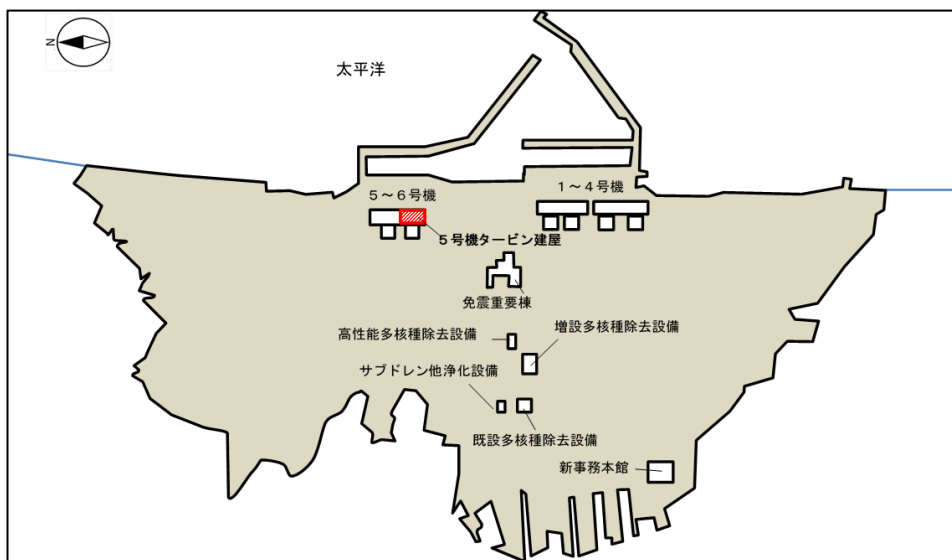 N
太平洋
5～6号機
1～4号機
5号機タービン建屋
免震重要棟
高性能多核種除去設備
増設多核種除去設備
サブドレン他浄化設備
既設多核種除去設備
新事務本館